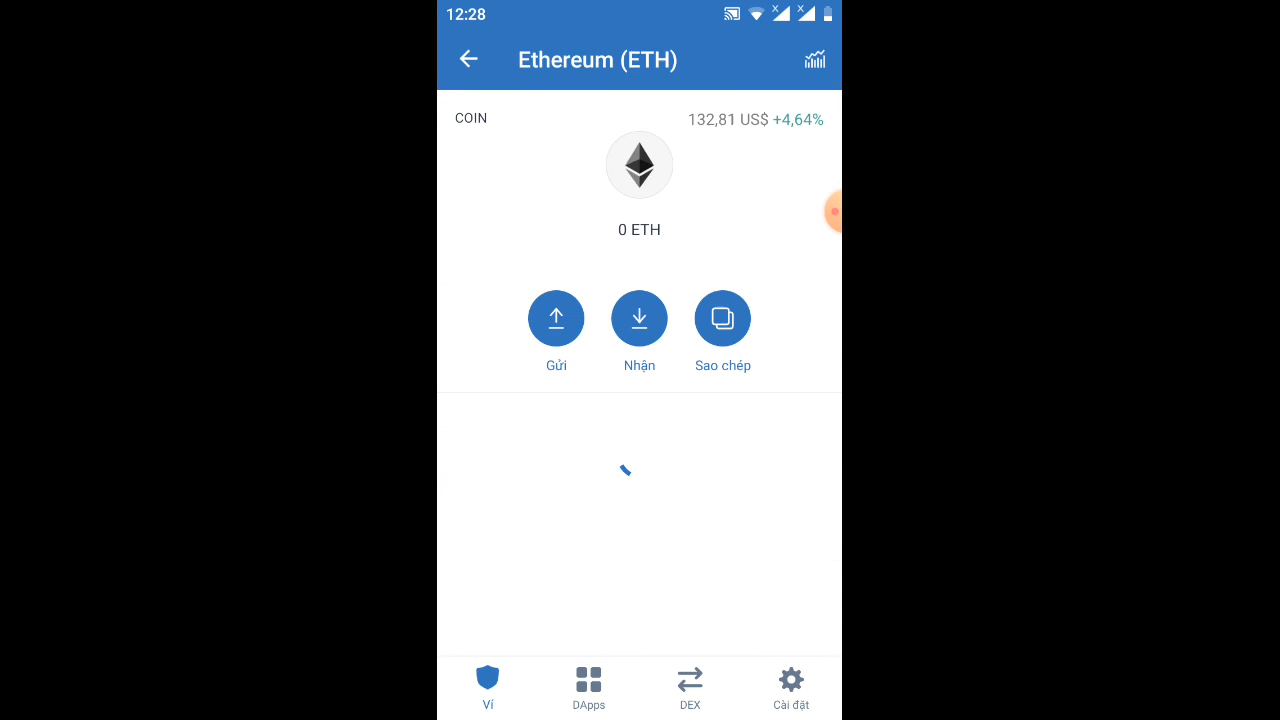 12:28
Ethereum (ETH)
COIN
132,81 US$ +4,64%
0 ETH
Gửi
Nhận
Sao chép
Ví
DApps
DEX
Cài đặt